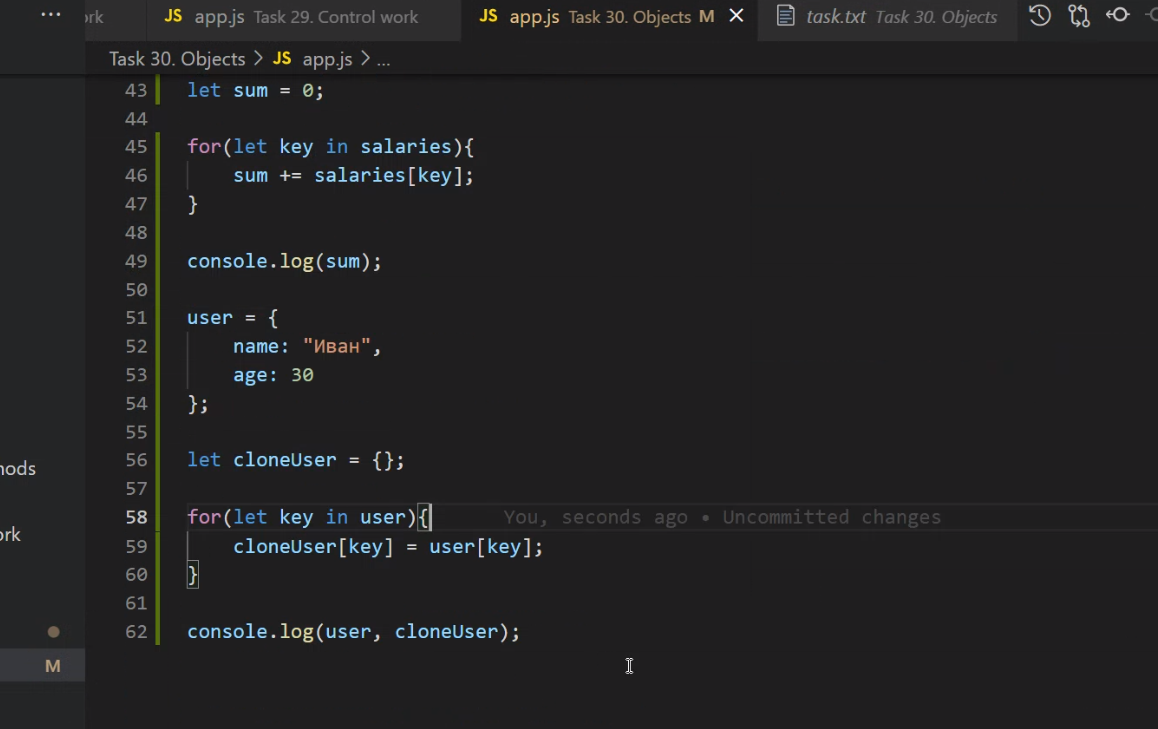 ... ork JS app.js Task 29. Control work JS app.js Task 30. Objects M task.txt Task 30. Objects
Task 30. Objects > JS app.js > ...
43 let sum = 0;
44
45 for(let key in salaries){
46 sum += salaries[key];
47 }
48
49 console.log(sum);
50
51 user = {
52 name: "Иван",
53 age: 30
54 };
55
56 let cloneUser = {};
57
58 for(let key in user){ You, seconds ago • Uncommitted changes
59 cloneUser[key] = user[key];
60 }
61
62 console.log(user, cloneUser);
nods
ork
M